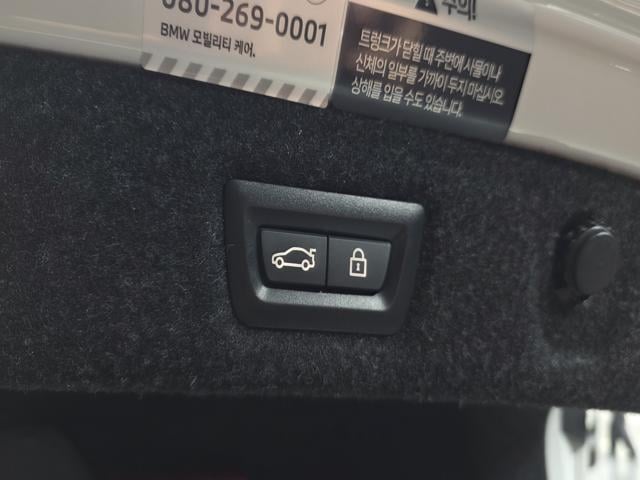 080-269-0001
BMW 모빌리티 케어.
주의!
트렁크가 닫힐 때 주변에 사물이나
신체의 일부를 가까이 두지 마십시오
상해를 입을 수도 있습니다.